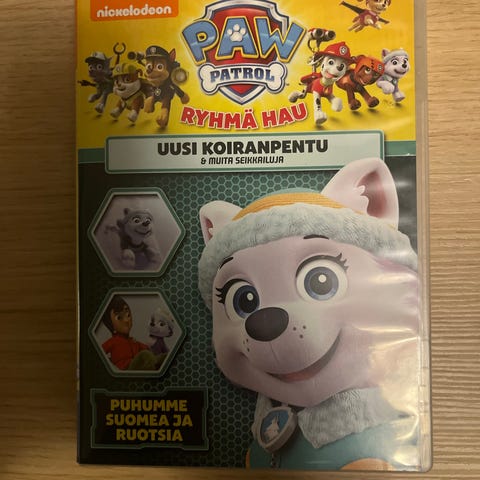 nickelodeon
PAW
PATROL
RYHMÄ HAU
UUSI KOIRANPENTU
& MUITA SEIKKAILUJA
PUHUMME
SUOMEA JA
RUOTSIA